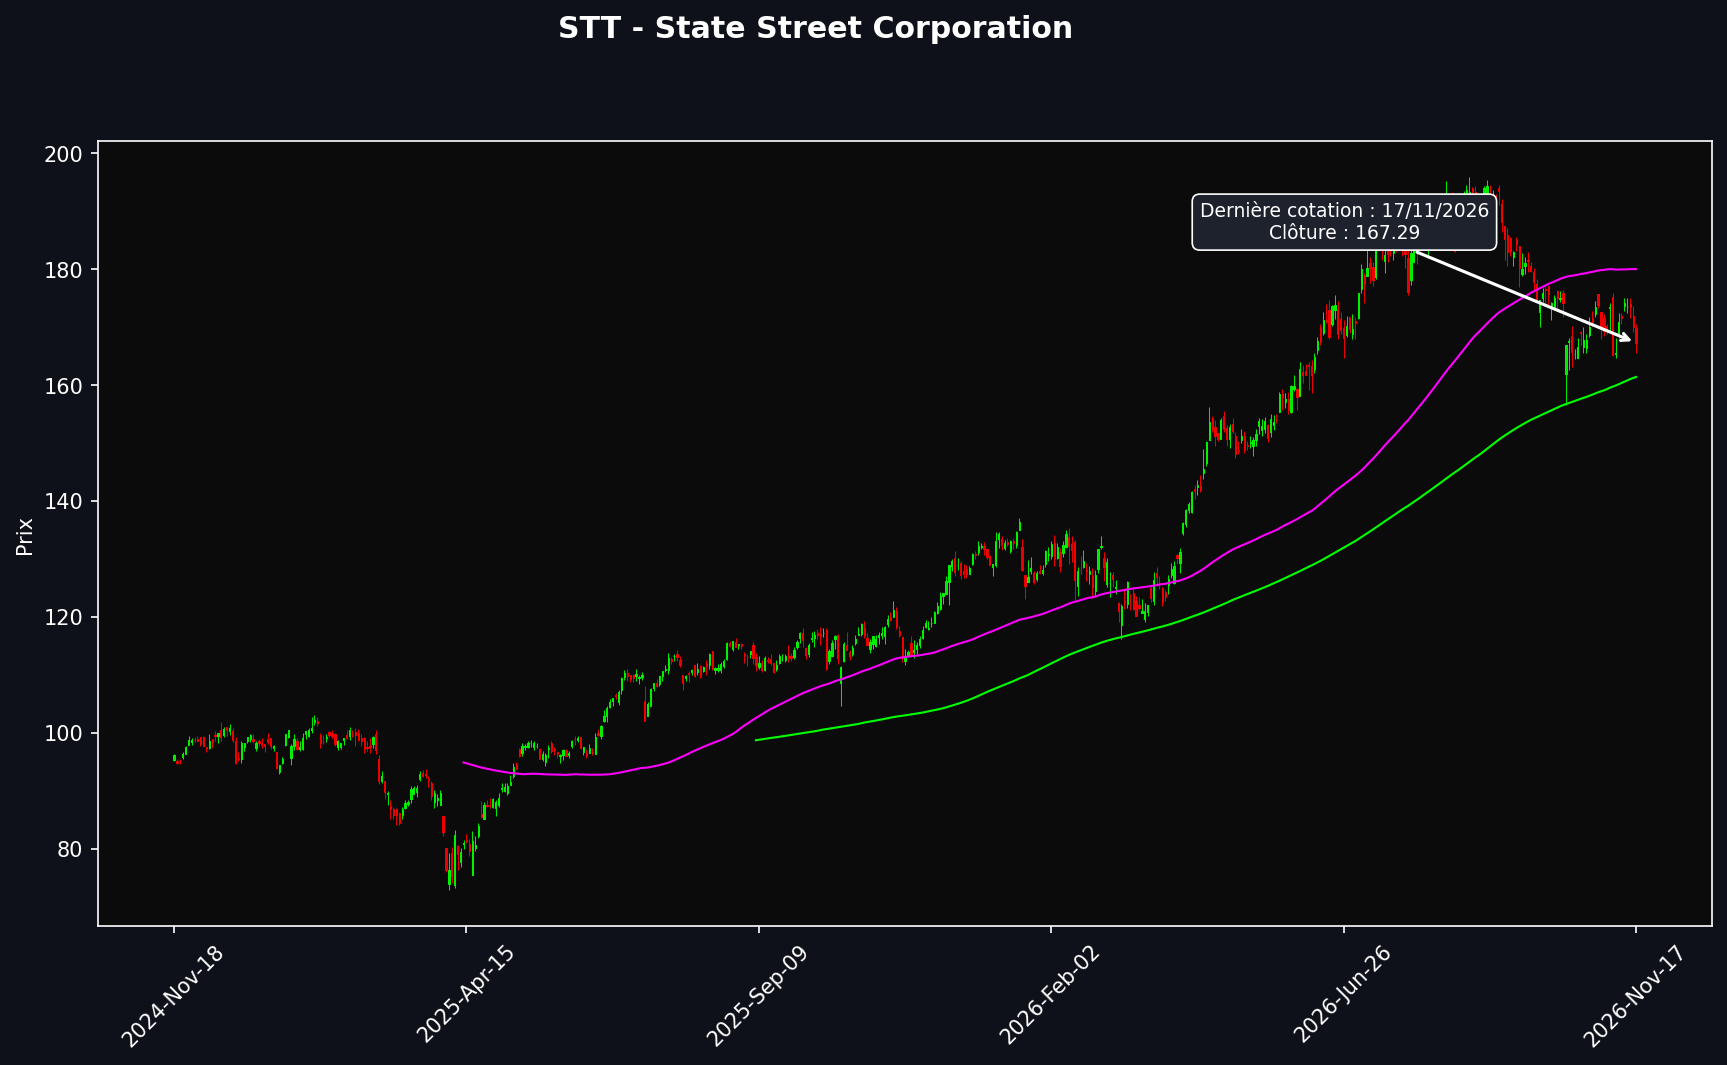 STT - State Street Corporation
Dernière cotation : 17/11/2026
Clôture : 167.29
Prix
200
180
160
140
120
100
80
2024-Nov-18
2025-Apr-15
2025-Sep-09
2026-Feb-02
2026-Jun-26
2026-Nov-17